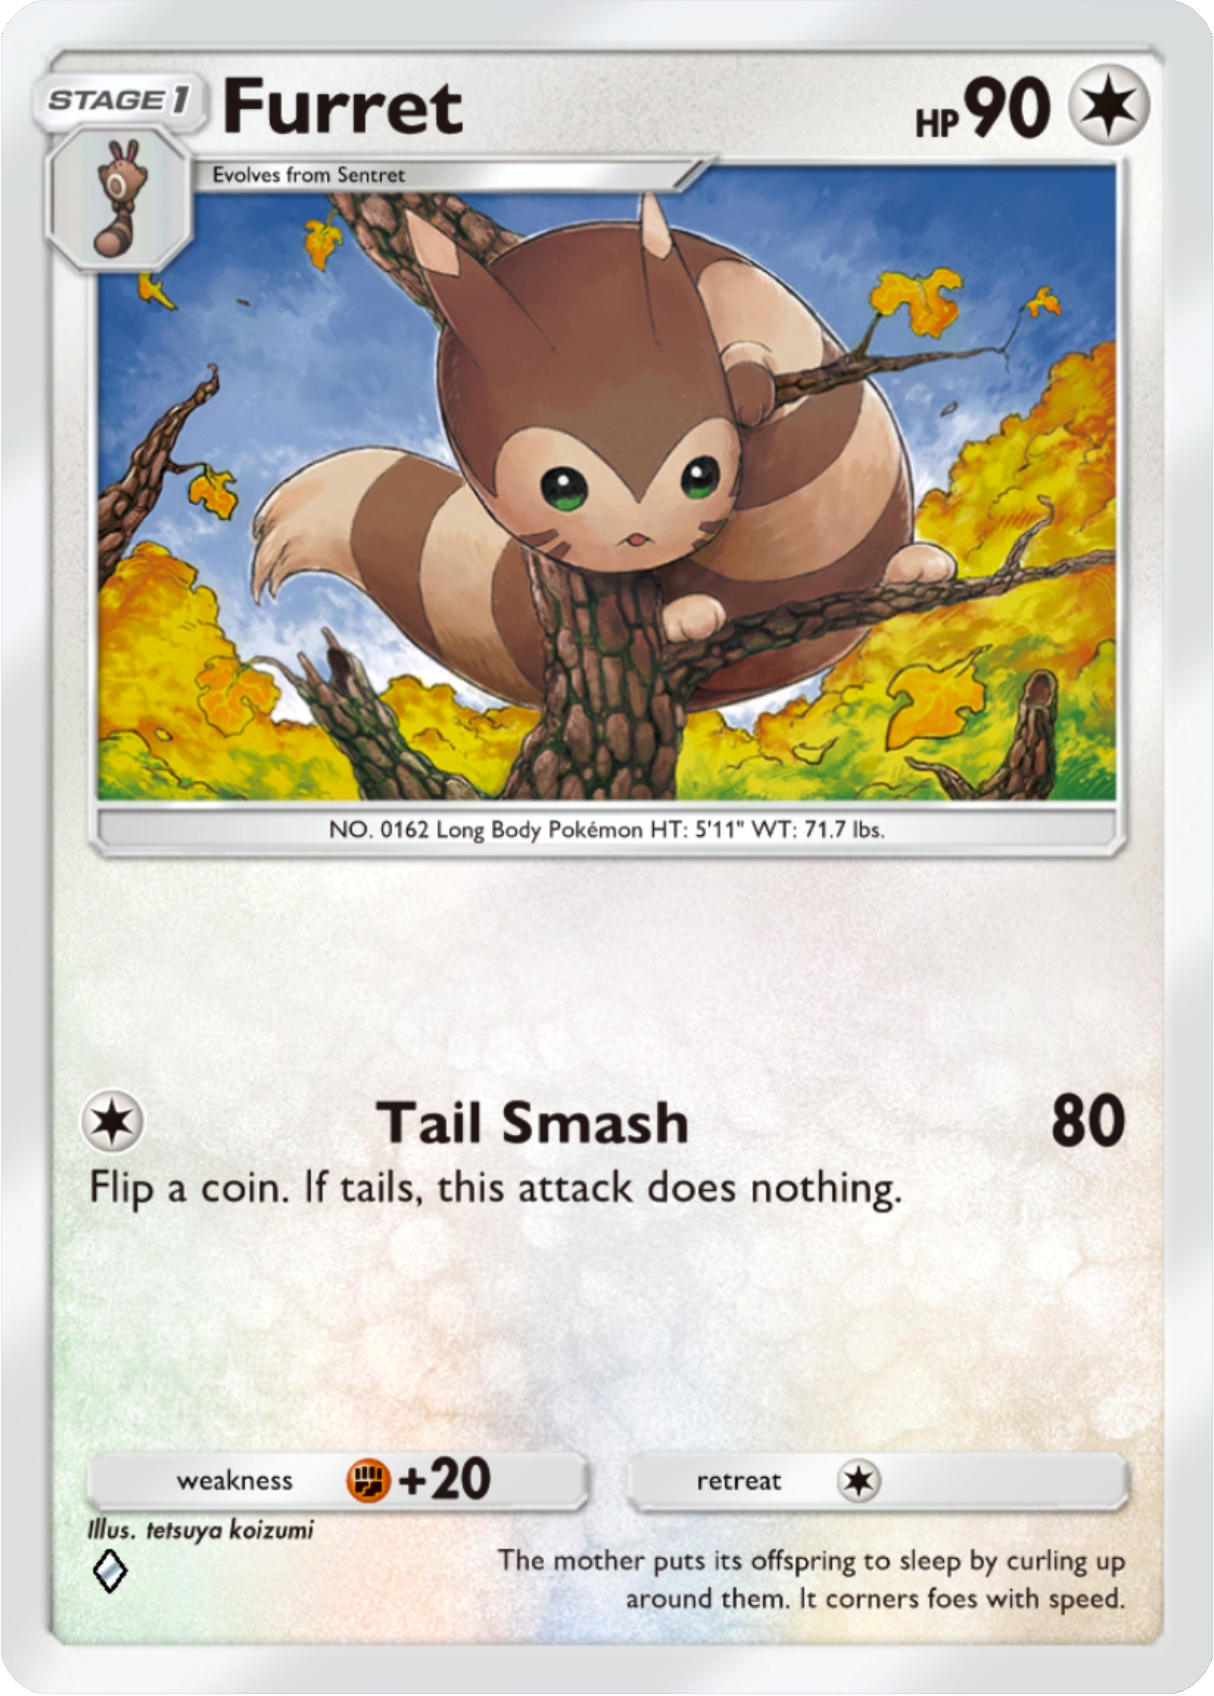 STAGE 1
Furret
HP 90
Evolves from Sentret
NO. 0162 Long Body Pokémon HT: 5'11" WT: 71.7 lbs.
Tail Smash 80
Flip a coin. If tails, this attack does nothing.
weakness +20 retreat
Illus. tetsuya koizumi
The mother puts its offspring to sleep by curling up
around them. It corners foes with speed.